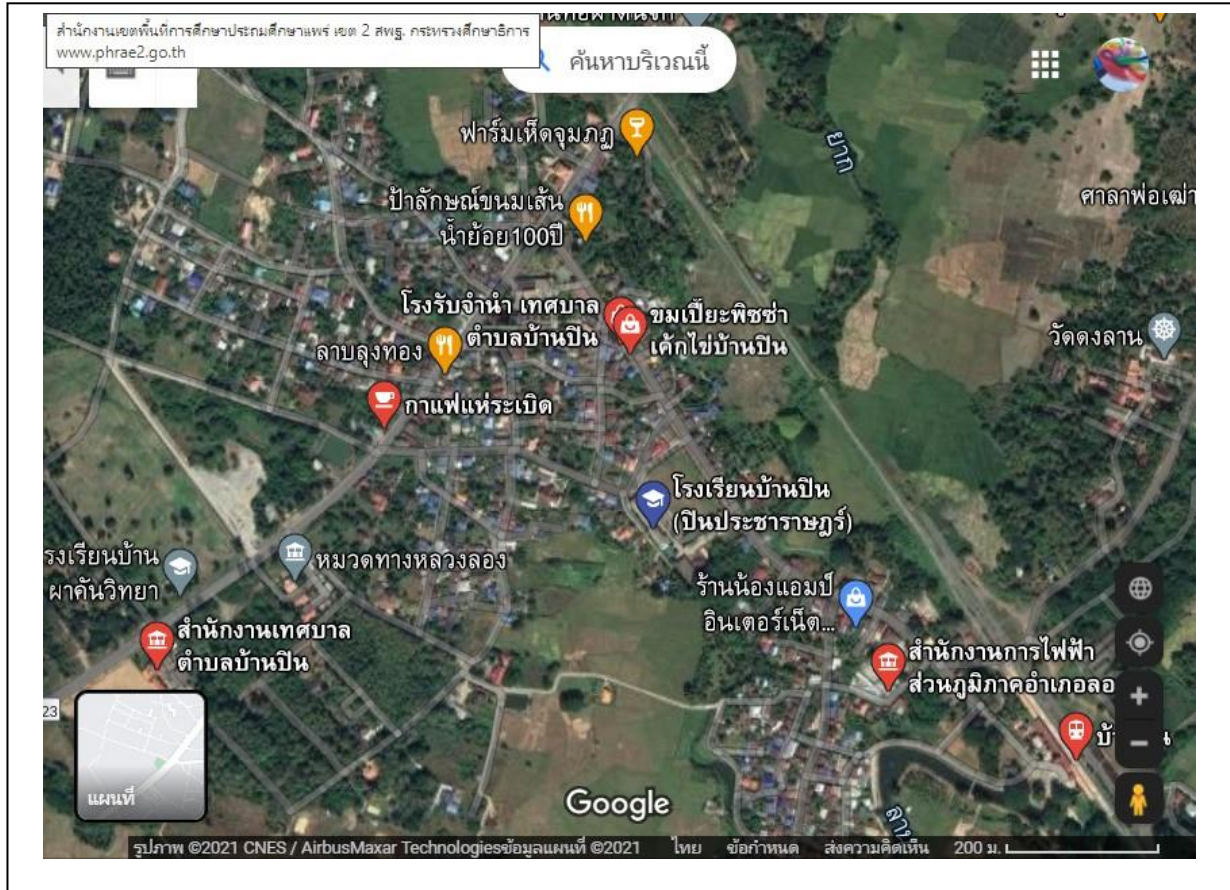 สำนักงานเขตพื้นที่การศึกษาประถมศึกษาแพร่ เขต 2 สพฐ. กระทรวงศึกษาธิการ
www.phrae2.go.th
ค้นหาบริเวณนี้
ฟาร์มเห็ดจุมภฏ
ยาก
ป้าลักษณ์ขนมเส้น
น้ำย้อย100ปี
ศาลาพ่อเฒ่า
โรงรับจำนำ เทศบาล
ตำบลบ้านปิน
ขมเปี๊ยะพิซซ่า
เค้กไข่บ้านปิน
วัดดงลาน
ลาบลุงทอง
กาแฟแห่ระเบิด
โรงเรียนบ้านปิน
(ปินประชาราษฎร์)
รงเรียนบ้าน
ผาคันวิทยา
หมวดทางหลวงลอง
ร้านน้องแอมป์
อินเตอร์เน็ต...
สำนักงานเทศบาล
ตำบลบ้านปิน
สำนักงานการไฟฟ้า
ส่วนภูมิภาคอำเภอลอ
23
แผนที่
Google
รูปภาพ ©2021 CNES / AirbusMaxar Technologiesข้อมูลแผนที่ ©2021 ไทย ข้อกำหนด ส่งความคิดเห็น 200 ม.